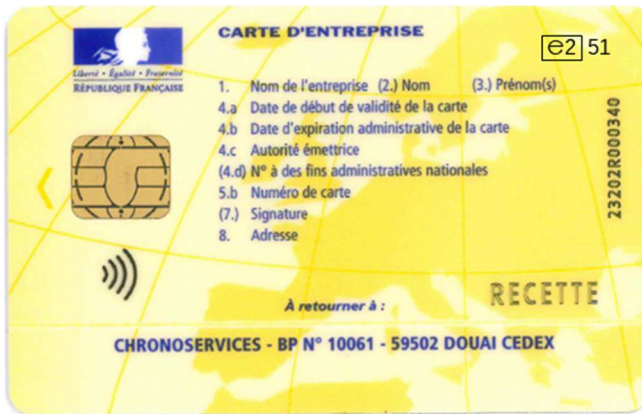 CARTE D'ENTREPRISE
e2 51
Liberté • Égalité • Fraternité
RÉPUBLIQUE FRANÇAISE
1. Nom de l'entreprise (2.) Nom (3.) Prénom(s)
4.a Date de début de validité de la carte
4.b Date d'expiration administrative de la carte
4.c Autorité émettrice
(4.d) N° à des fins administratives nationales
5.b Numéro de carte
(7.) Signature
8. Adresse
23202R000340
RECETTE
À retourner à :
CHRONOSERVICES - BP N° 10061 - 59502 DOUAI CEDEX